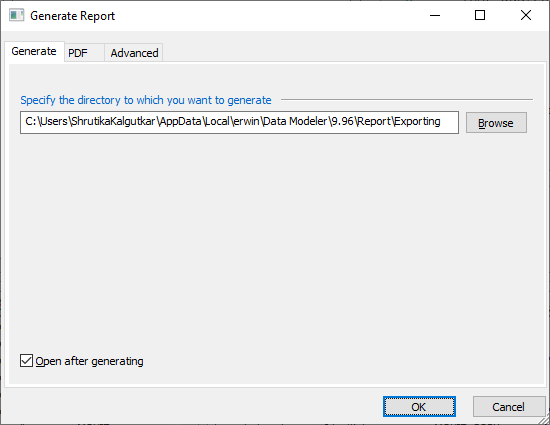 Generate Report
Generate PDF Advanced
Specify the directory to which you want to generate
C:\Users\ShrutikaKalgutkar\AppData\Local\erwin\Data Modeler\9.96\Report\Exporting Browse
Open after generating
OK Cancel